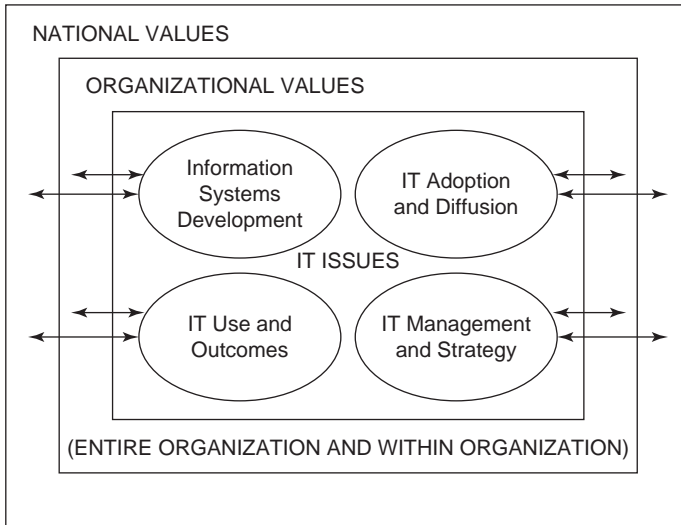 NATIONAL VALUES
ORGANIZATIONAL VALUES
Information
Systems
Development
IT Adoption
and Diffusion
IT ISSUES
IT Use and
Outcomes
IT Management
and Strategy
(ENTIRE ORGANIZATION AND WITHIN ORGANIZATION)